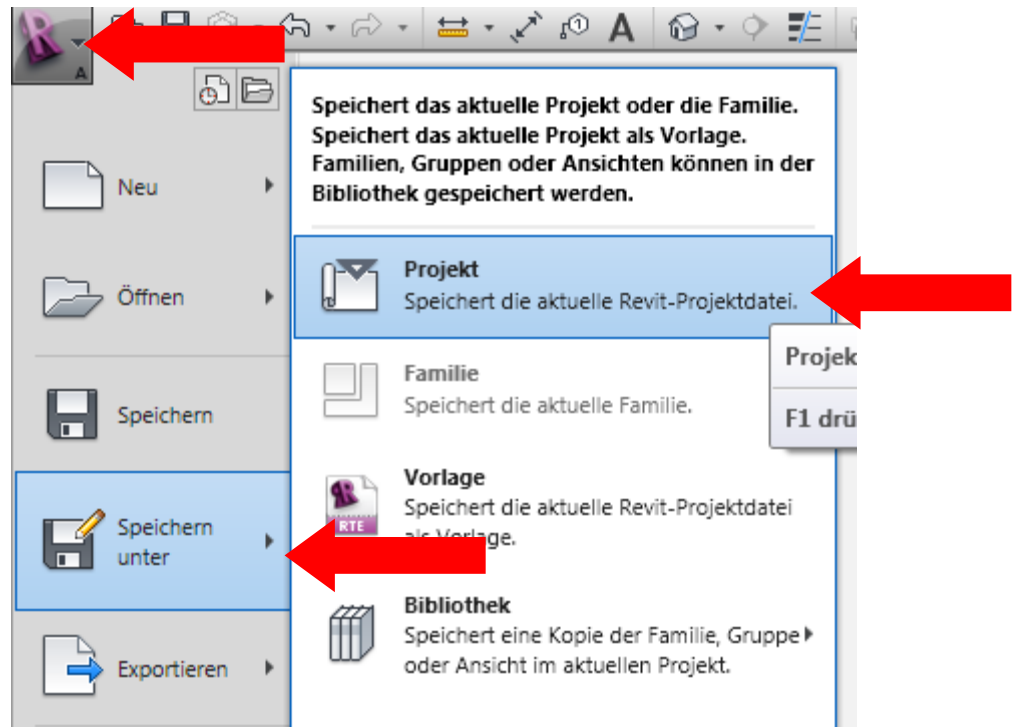 A
A
Speichert das aktuelle Projekt oder die Familie.
Speichert das aktuelle Projekt als Vorlage.
Familien, Gruppen oder Ansichten können in der
Bibliothek gespeichert werden.
Neu
Öffnen
Speichern
Speichern
unter
Exportieren
Projekt
Speichert die aktuelle Revit-Projektdatei.
Projek
F1 drü
Familie
Speichert die aktuelle Familie.
Vorlage
Speichert die aktuelle Revit-Projektdatei
als Vorlage.
RTE
Bibliothek
Speichert eine Kopie der Familie, Gruppe
oder Ansicht im aktuellen Projekt.